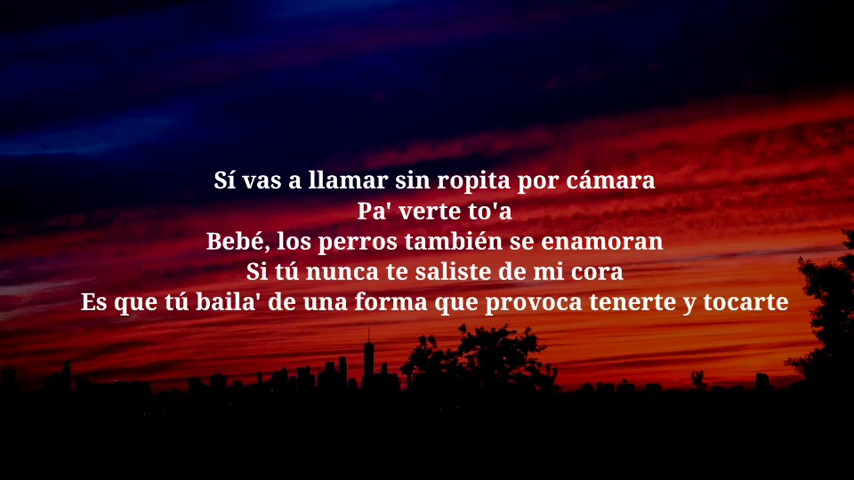 Sí vas a llamar sin ropita por cámara
Pa' verte to'a
Bebé, los perros también se enamoran
Si tú nunca te saliste de mi cora
Es que tú baila' de una forma que provoca tenerte y tocarte